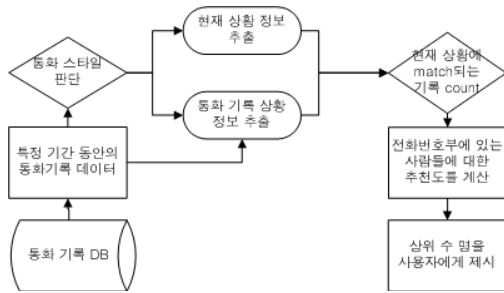 현재 상황 정보
추출
통화 스타일
판단
통화 기록 상황
정보 추출
현재 상황에
match되는
기록 count
특정 기간 동안의
통화기록 데이터
전화번호부에 있는
사람들에 대한
추천도를 계산
통화 기록 DB
상위 수 명을
사용자에게 제시